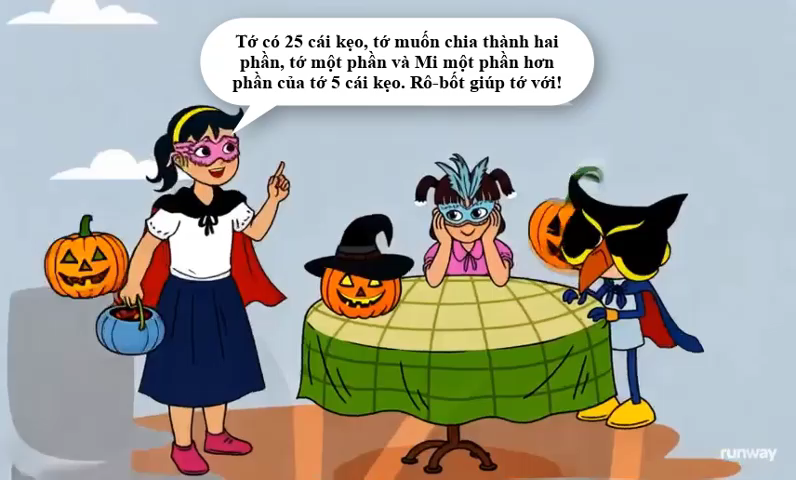 Tớ có 25 cái kẹo, tớ muốn chia thành hai
phần, tớ một phần và Mi một phần hơn
phần của tớ 5 cái kẹo. Rô-bốt giúp tớ với!
runway